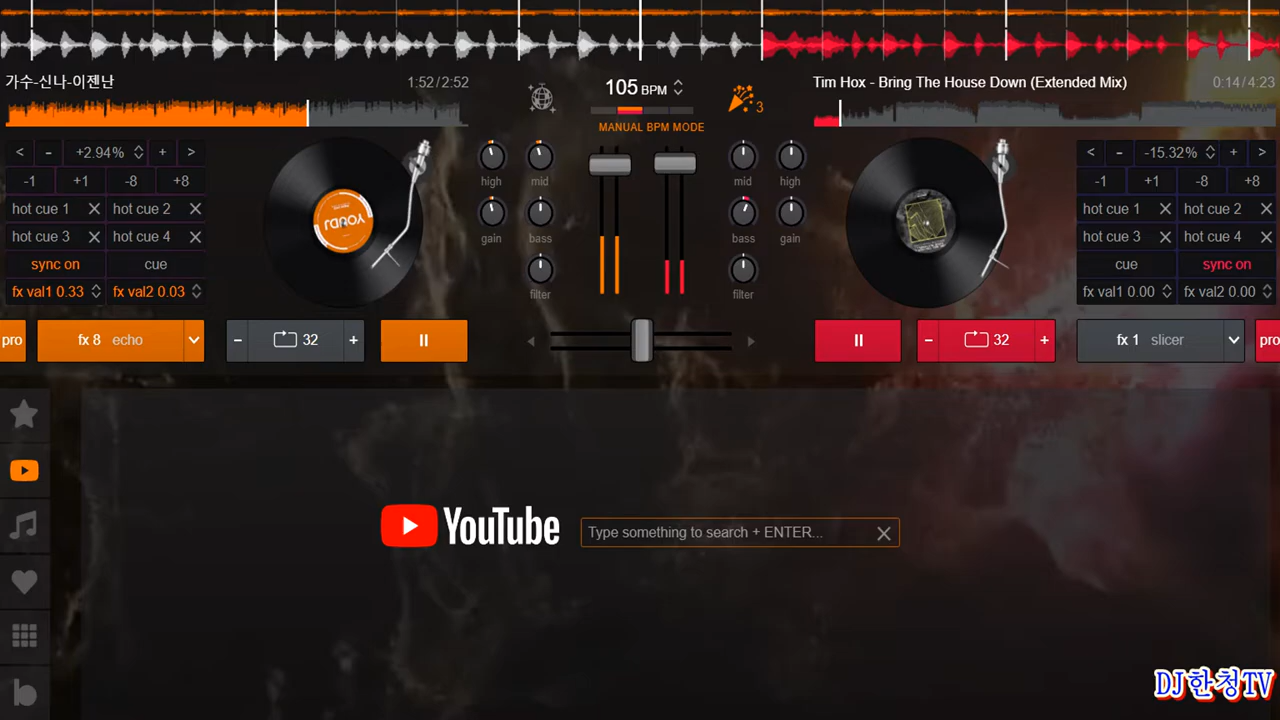 가수-신나-이젠난
1:52/2:52
105 BPM
3
MANUAL BPM MODE
Tim Hox - Bring The House Down (Extended Mix)
0:14/4:23
< - +2.94% + >
-1 +1 -8 +8
hot cue 1 hot cue 2
hot cue 3 hot cue 4
sync on cue
fx val1 0.33 fx val2 0.03
YOUDJ
high mid
gain bass
filter
mid high
bass gain
filter
< - -15.32% + >
-1 +1 -8 +8
hot cue 1 hot cue 2
hot cue 3 hot cue 4
cue sync on
fx val1 0.00 fx val2 0.00
pro fx 8 echo - 32 +
- 32 + fx 1 slicer pro
YouTube
Type something to search + ENTER...
DJ한청TV